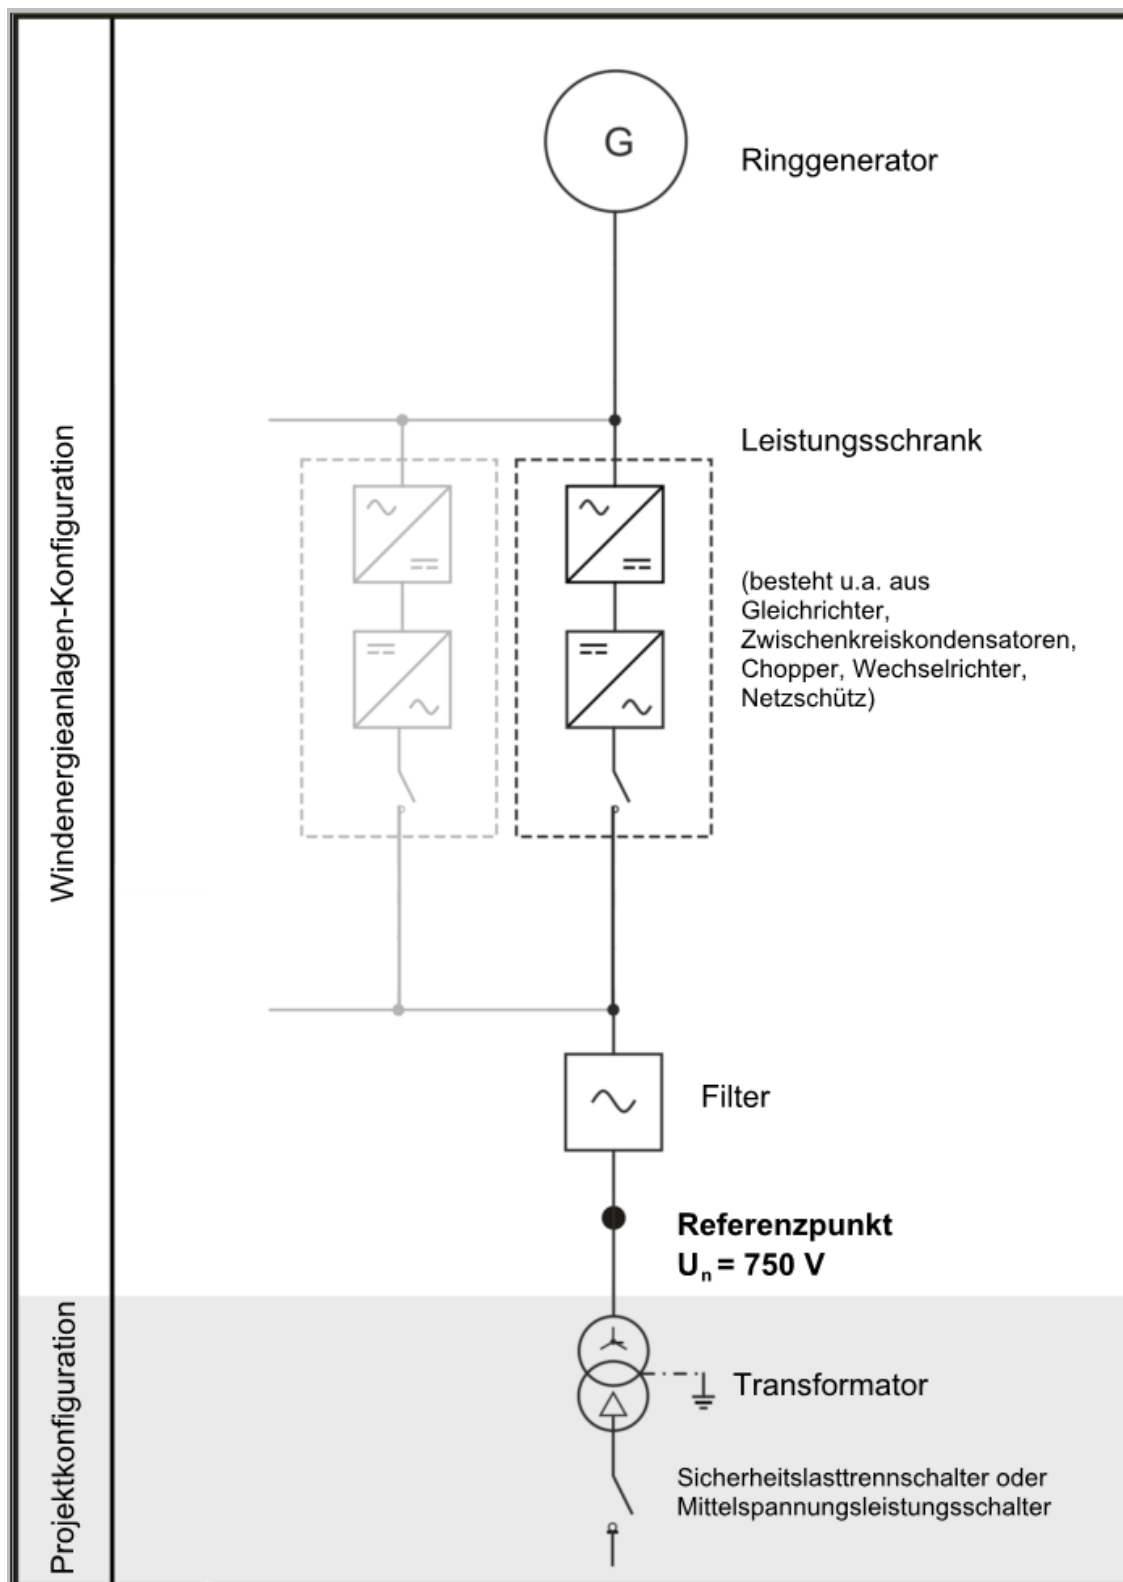 Windenergieanlagen-Konfiguration
G
Ringgenerator
Leistungsschrank
(besteht u.a. aus
Gleichrichter,
Zwischenkreiskondensatoren,
Chopper, Wechselrichter,
Netzschütz)
Filter
Referenzpunkt
Un = 750 V
Projektkonfiguration
Transformator
Sicherheitslasttrennschalter oder
Mittelspannungsleistungsschalter